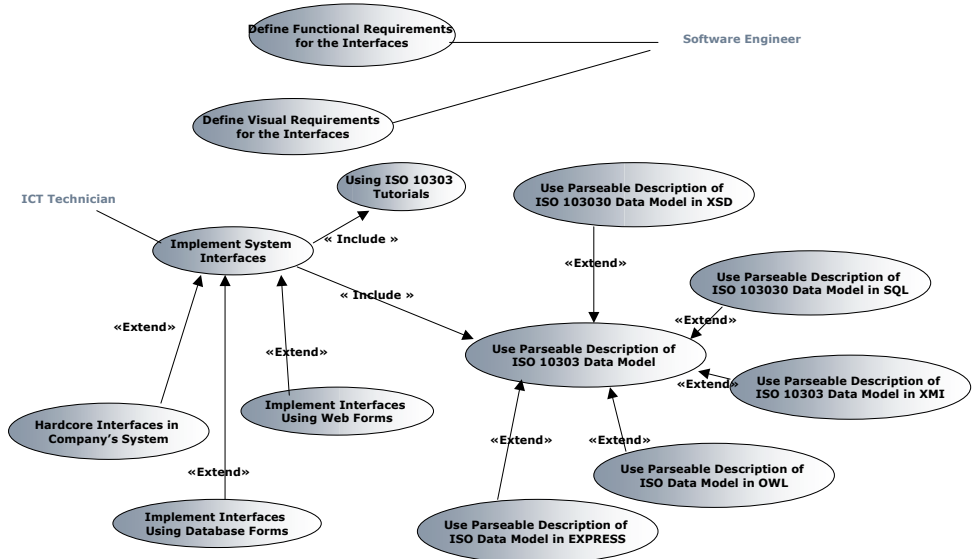 Define Functional Requirements
for the Interfaces
Software Engineer
Define Visual Requirements
for the Interfaces
Using ISO 10303
Tutorials
Use Parseable Description of
ISO 103030 Data Model in XSD
ICT Technician
Implement System
Interfaces
« Include »
«Extend»
Use Parseable Description of
ISO 103030 Data Model in SQL
« Include »
«Extend»
«Extend»
«Extend»
Use Parseable Description of
ISO 10303 Data Model
«Extend»
Use Parseable Description of
ISO 10303 Data Model in XMI
Implement Interfaces
Using Web Forms
Hardcore Interfaces in
Company's System
«Extend»
«Extend»
«Extend»
Use Parseable Description of
ISO Data Model in OWL
Implement Interfaces
Using Database Forms
Use Parseable Description of
ISO Data Model in EXPRESS